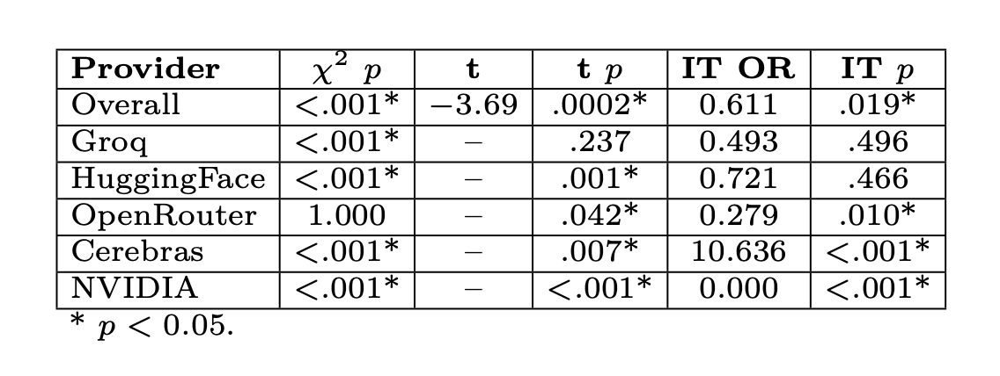 Provider χ² p t t p IT OR IT p
Overall <.001* −3.69 .0002* 0.611 .019*
Groq <.001* – .237 0.493 .496
HuggingFace <.001* – .001* 0.721 .466
OpenRouter 1.000 – .042* 0.279 .010*
Cerebras <.001* – .007* 10.636 <.001*
NVIDIA <.001* – <.001* 0.000 <.001*
* p < 0.05.